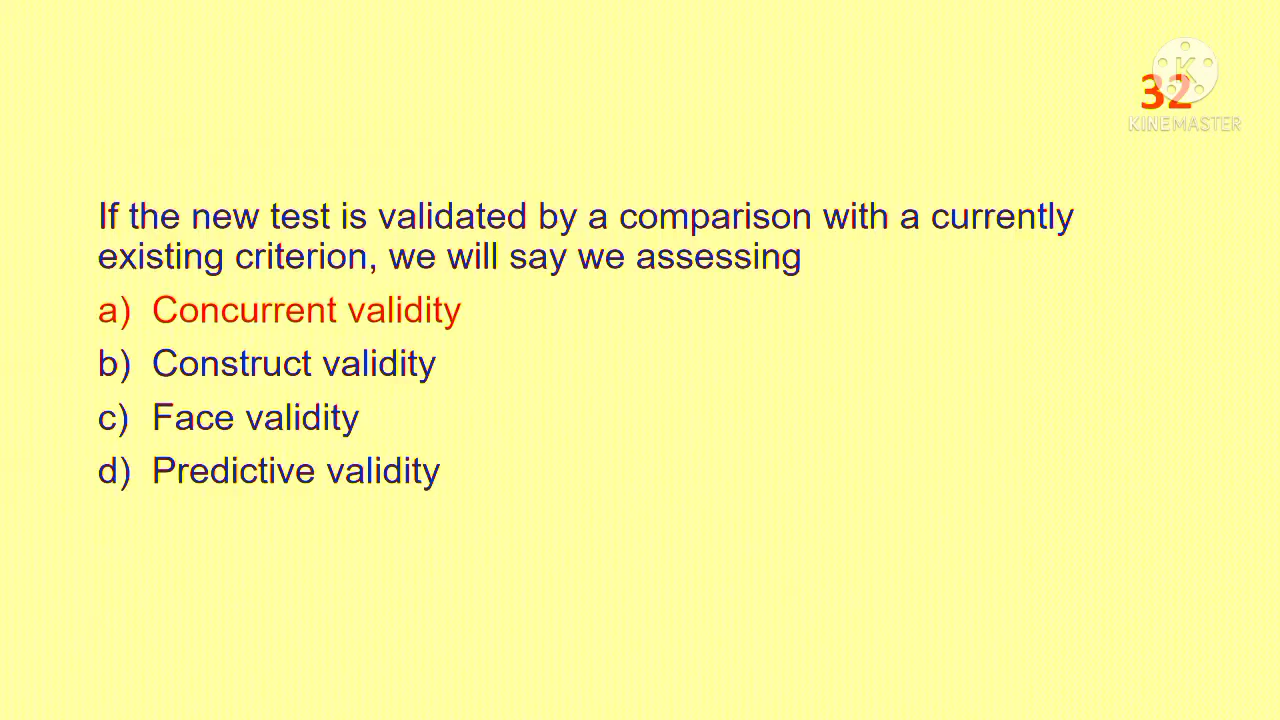 32
K
KINEMASTER
If the new test is validated by a comparison with a currently
existing criterion, we will say we assessing
a) Concurrent validity
b) Construct validity
c) Face validity
d) Predictive validity